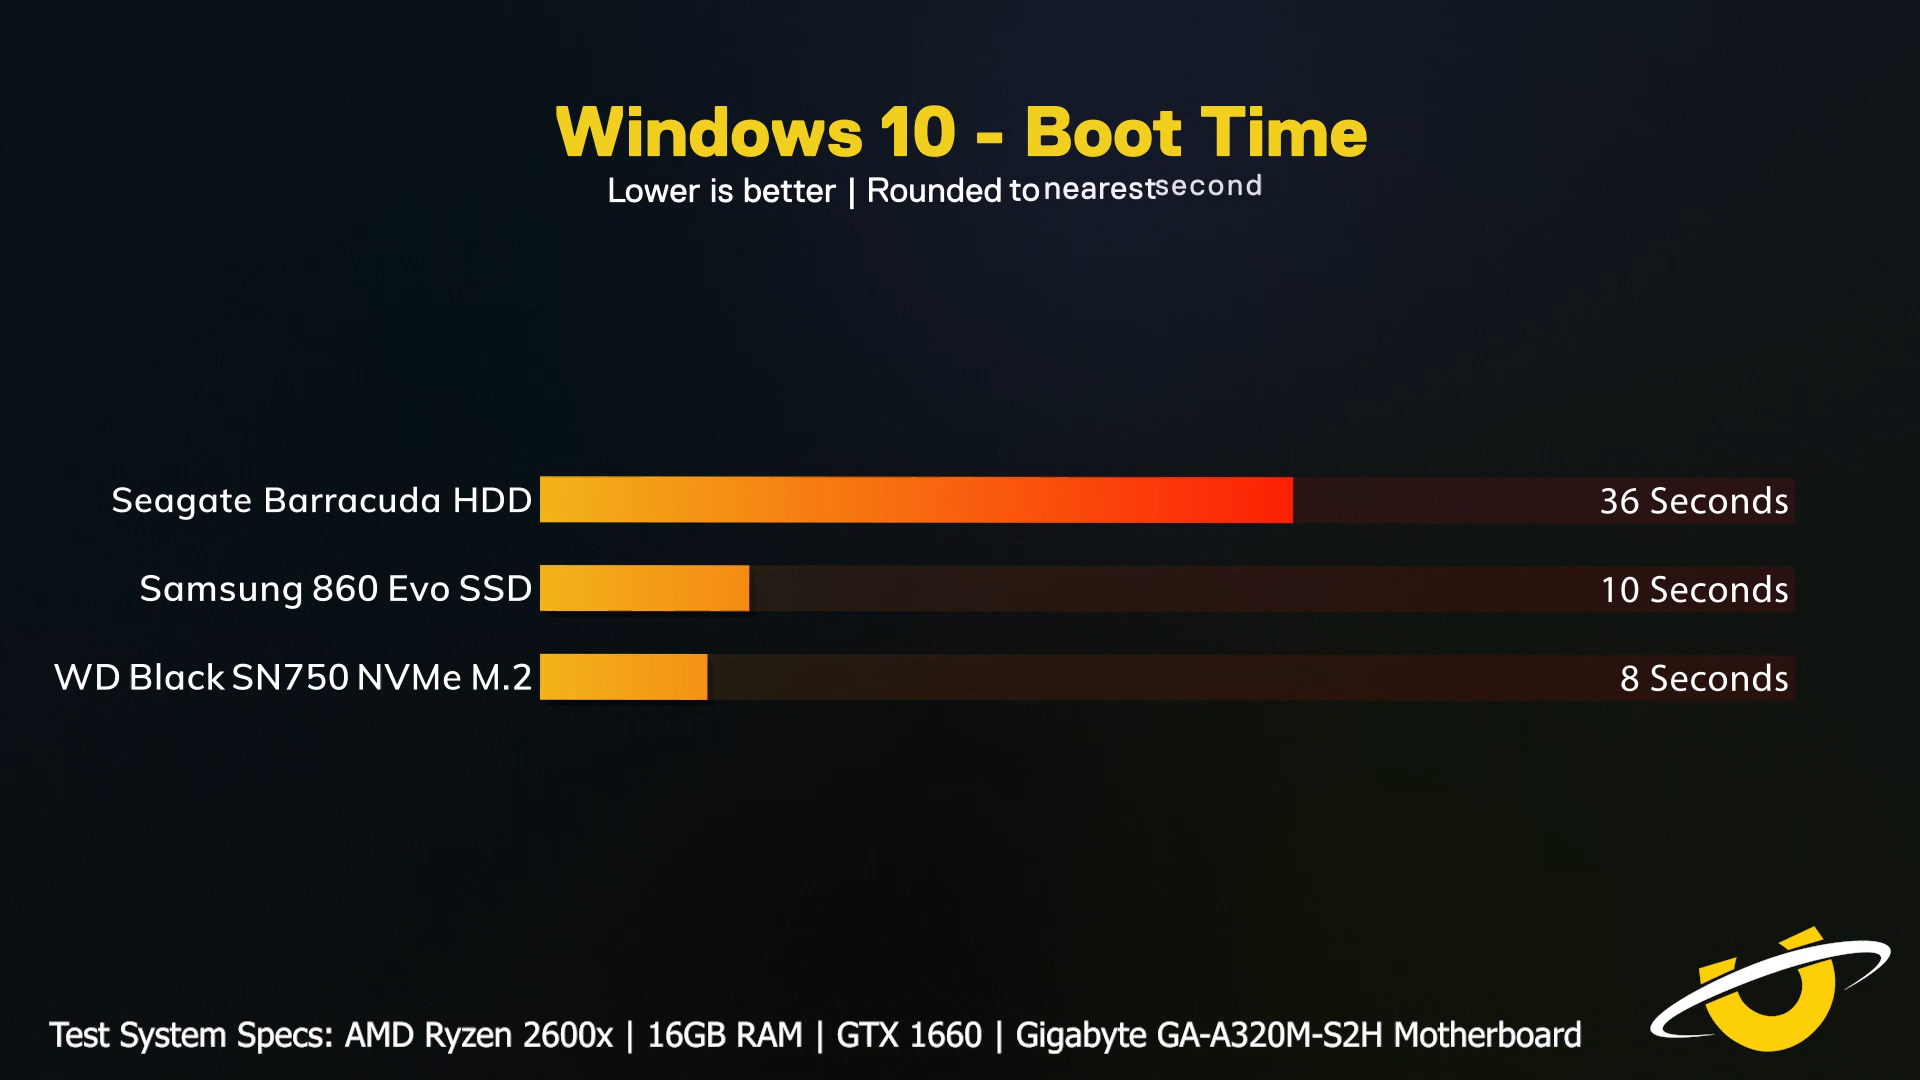 Windows 10 - Boot Time
Lower is better | Rounded to nearest second
Seagate Barracuda HDD 36 Seconds
Samsung 860 Evo SSD 10 Seconds
WD Black SN750 NVMe M.2 8 Seconds
Test System Specs: AMD Ryzen 2600x | 16GB RAM | GTX 1660 | Gigabyte GA-A320M-S2H Motherboard